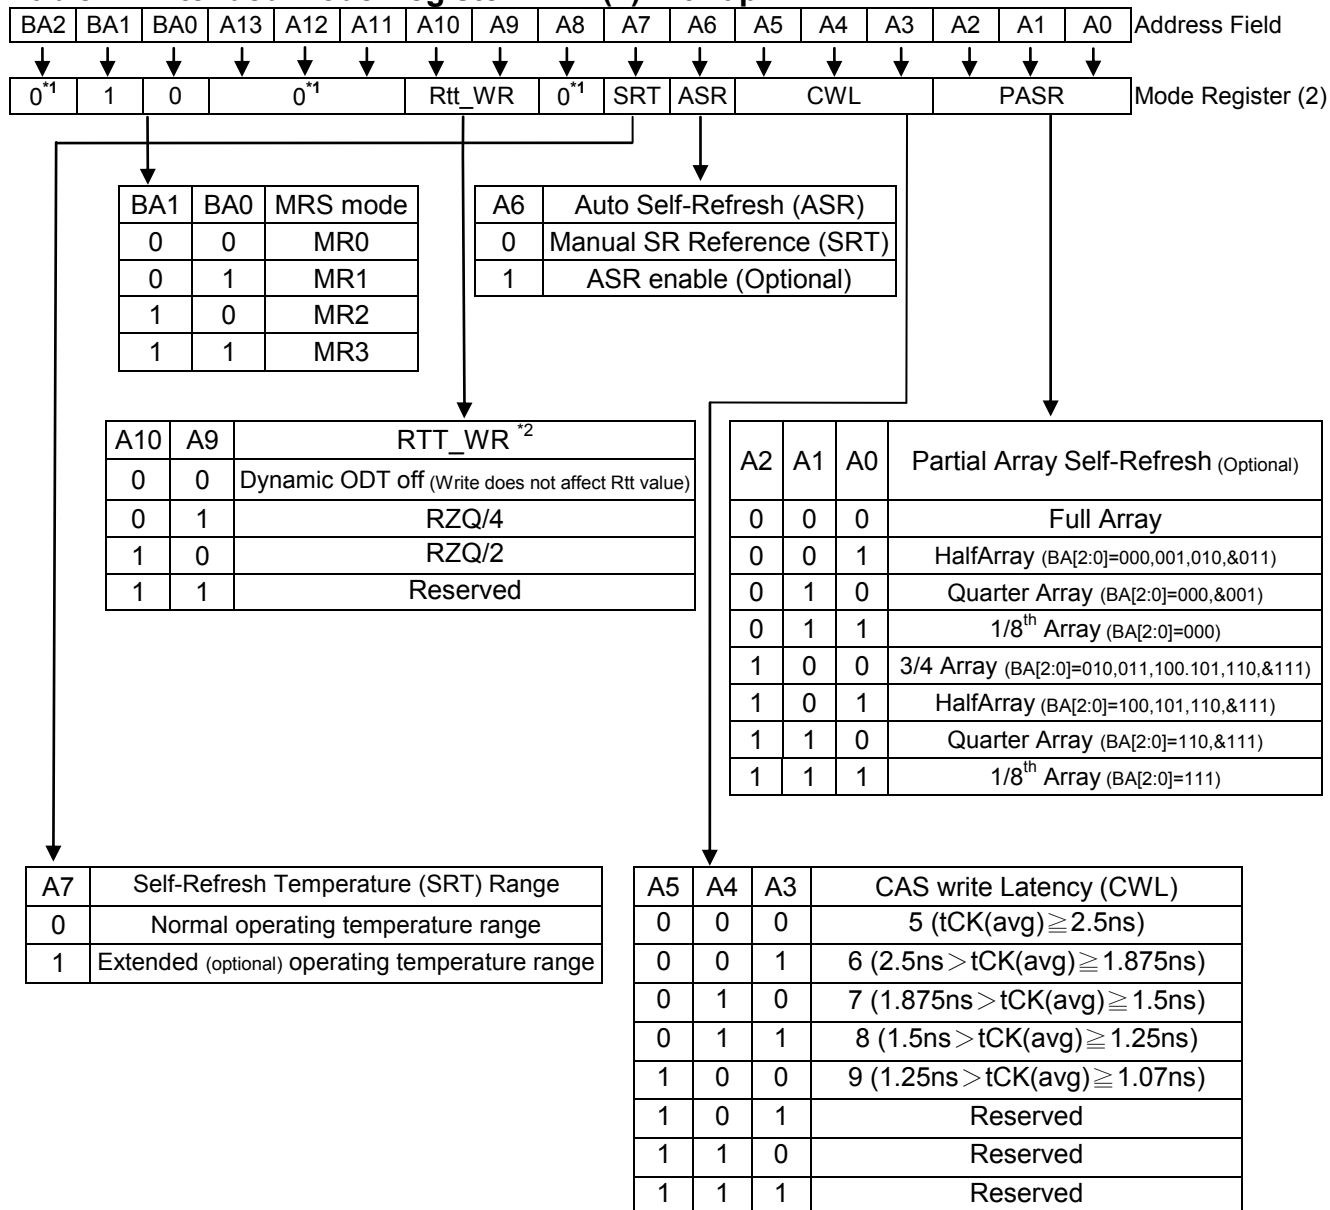 BA2 BA1 BA0 A13 A12 A11 A10 A9 A8 A7 A6 A5 A4 A3 A2 A1 A0 Address Field
0*1 1 0 0*1 Rtt_WR 0*1 SRT ASR CWL PASR Mode Register (2)
BA1 BA0 MRS mode
0 0 MR0
0 1 MR1
1 0 MR2
1 1 MR3
A6 Auto Self-Refresh (ASR)
0 Manual SR Reference (SRT)
1 ASR enable (Optional)
A10 A9 RTT_WR *2
0 0 Dynamic ODT off (Write does not affect Rtt value)
0 1 RZQ/4
1 0 RZQ/2
1 1 Reserved
A2 A1 A0 Partial Array Self-Refresh (Optional)
0 0 0 Full Array
0 0 1 HalfArray (BA[2:0]=000,001,010,&011)
0 1 0 Quarter Array (BA[2:0]=000,&001)
0 1 1 1/8th Array (BA[2:0]=000)
1 0 0 3/4 Array (BA[2:0]=010,011,100.101,110,&111)
1 0 1 HalfArray (BA[2:0]=100,101,110,&111)
1 1 0 Quarter Array (BA[2:0]=110,&111)
1 1 1 1/8th Array (BA[2:0]=111)
A7 Self-Refresh Temperature (SRT) Range
0 Normal operating temperature range
1 Extended (optional) operating temperature range
A5 A4 A3 CAS write Latency (CWL)
0 0 0 5 (tCK(avg)≧2.5ns)
0 0 1 6 (2.5ns＞tCK(avg)≧1.875ns)
0 1 0 7 (1.875ns＞tCK(avg)≧1.5ns)
0 1 1 8 (1.5ns＞tCK(avg)≧1.25ns)
1 0 0 9 (1.25ns＞tCK(avg)≧1.07ns)
1 0 1 Reserved
1 1 0 Reserved
1 1 1 Reserved